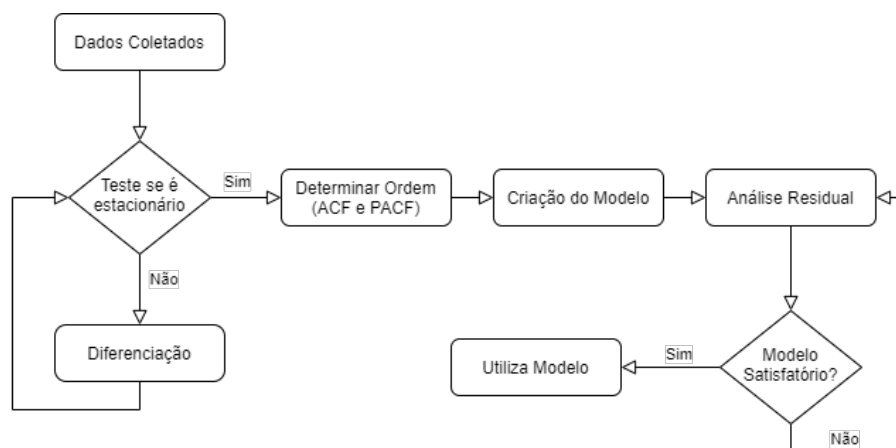 Dados Coletados
Teste se é
estacionário
Sim
Determinar Ordem
(ACF e PACF)
Criação do Modelo
Análise Residual
Não
Diferenciação
Utiliza Modelo
Sim
Modelo
Satisfatório?
Não